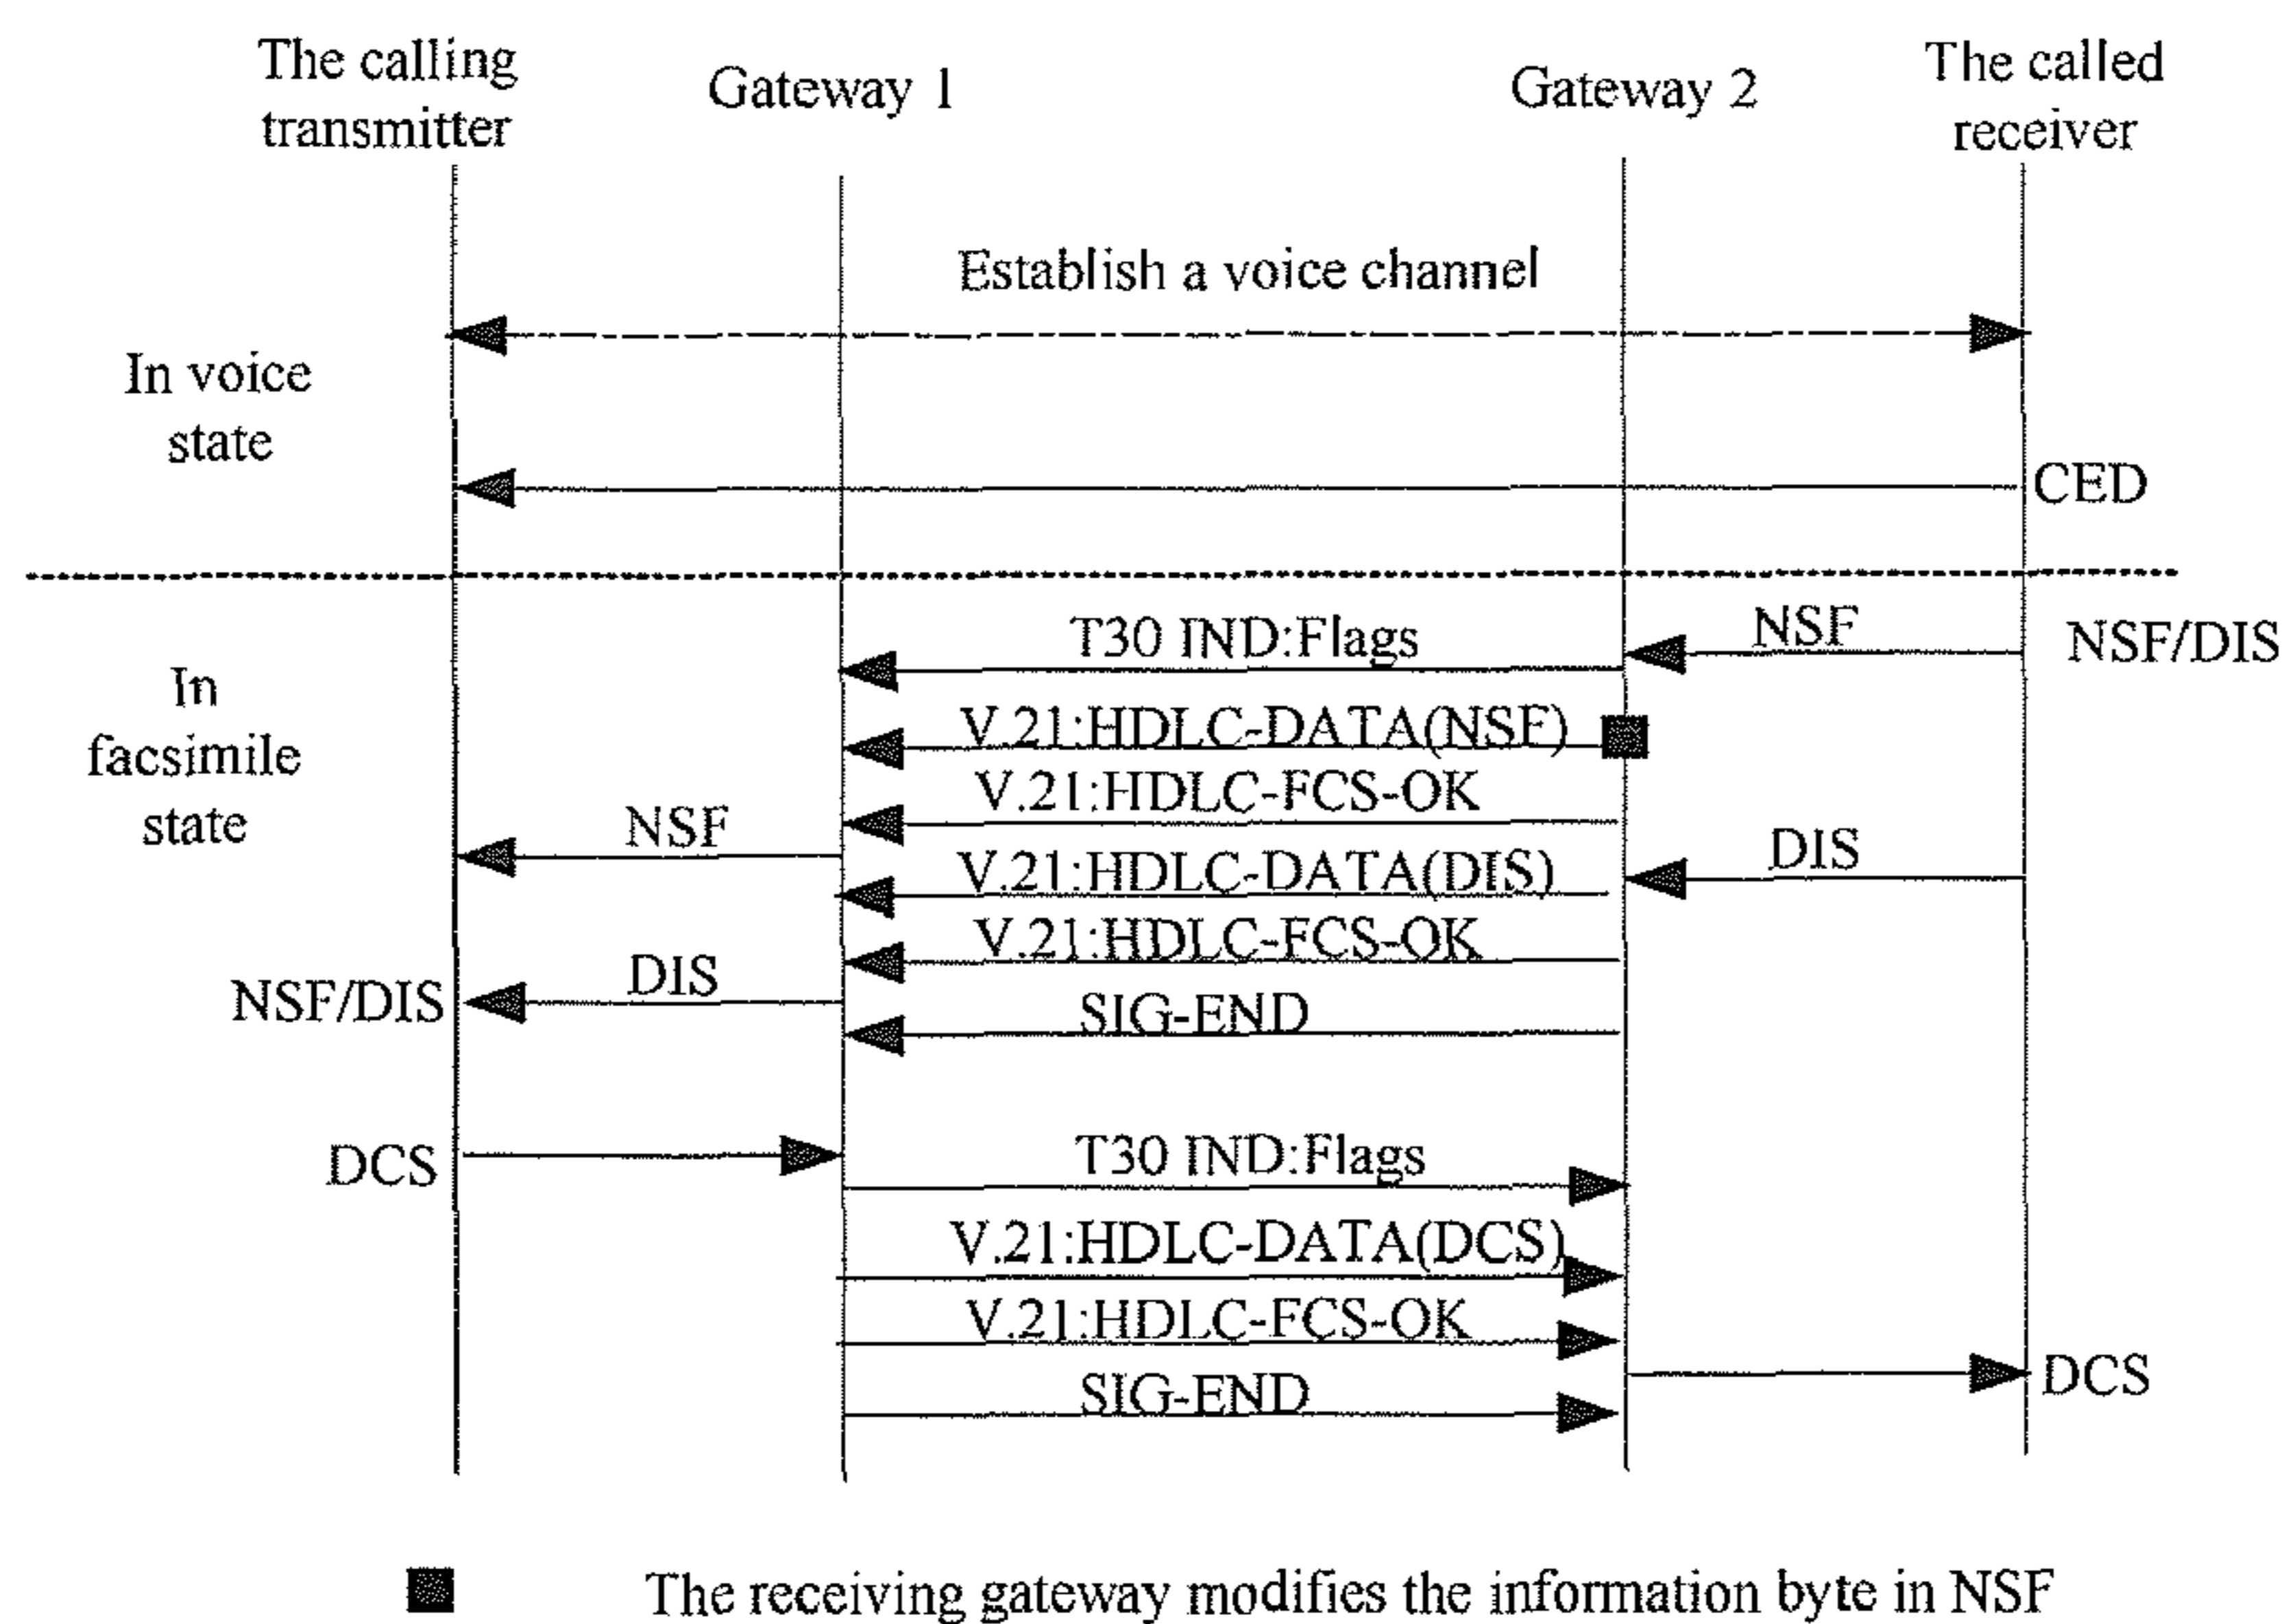 The calling
transmitter
Gateway 1
Gateway 2
The called
receiver
Establish a voice channel
In voice
state
CED
T30 IND:Flags
NSF
NSF/DIS
In
facsimile
state
V.21:HDLC-DATA(NSF)
V.21:HDLC-FCS-OK
NSF
DIS
V.21:HDLC-DATA(DIS)
V.21:HDLC-FCS-OK
NSF/DIS
DIS
SIG-END
DCS
T30 IND:Flags
V.21:HDLC-DATA(DCS)
V.21:HDLC-FCS-OK
DCS
SIG-END
The receiving gateway modifies the information byte in NSF